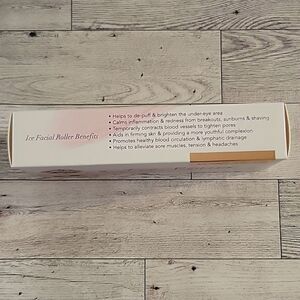 Ice Facial Roller Benefits
• Helps to de-puff & brighten the under-eye area
• Calms inflammation & redness from breakouts, sunburns & shaving
• Temporarily contracts blood vessels to tighten pores
• Aids in firming skin & providing a more youthful complexion
• Promotes healthy blood circulation & lymphatic drainage
• Helps to alleviate sore muscles, tension & headaches